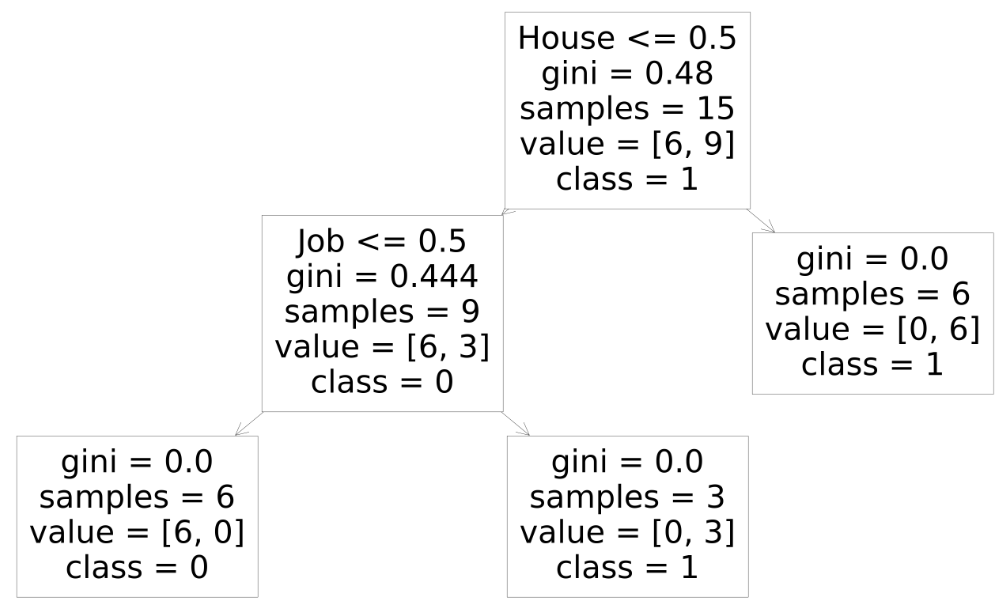 House <= 0.5
gini = 0.48
samples = 15
value = [6, 9]
class = 1
Job <= 0.5
gini = 0.444
samples = 9
value = [6, 3]
class = 0
gini = 0.0
samples = 6
value = [0, 6]
class = 1
gini = 0.0
samples = 6
value = [6, 0]
class = 0
gini = 0.0
samples = 3
value = [0, 3]
class = 1